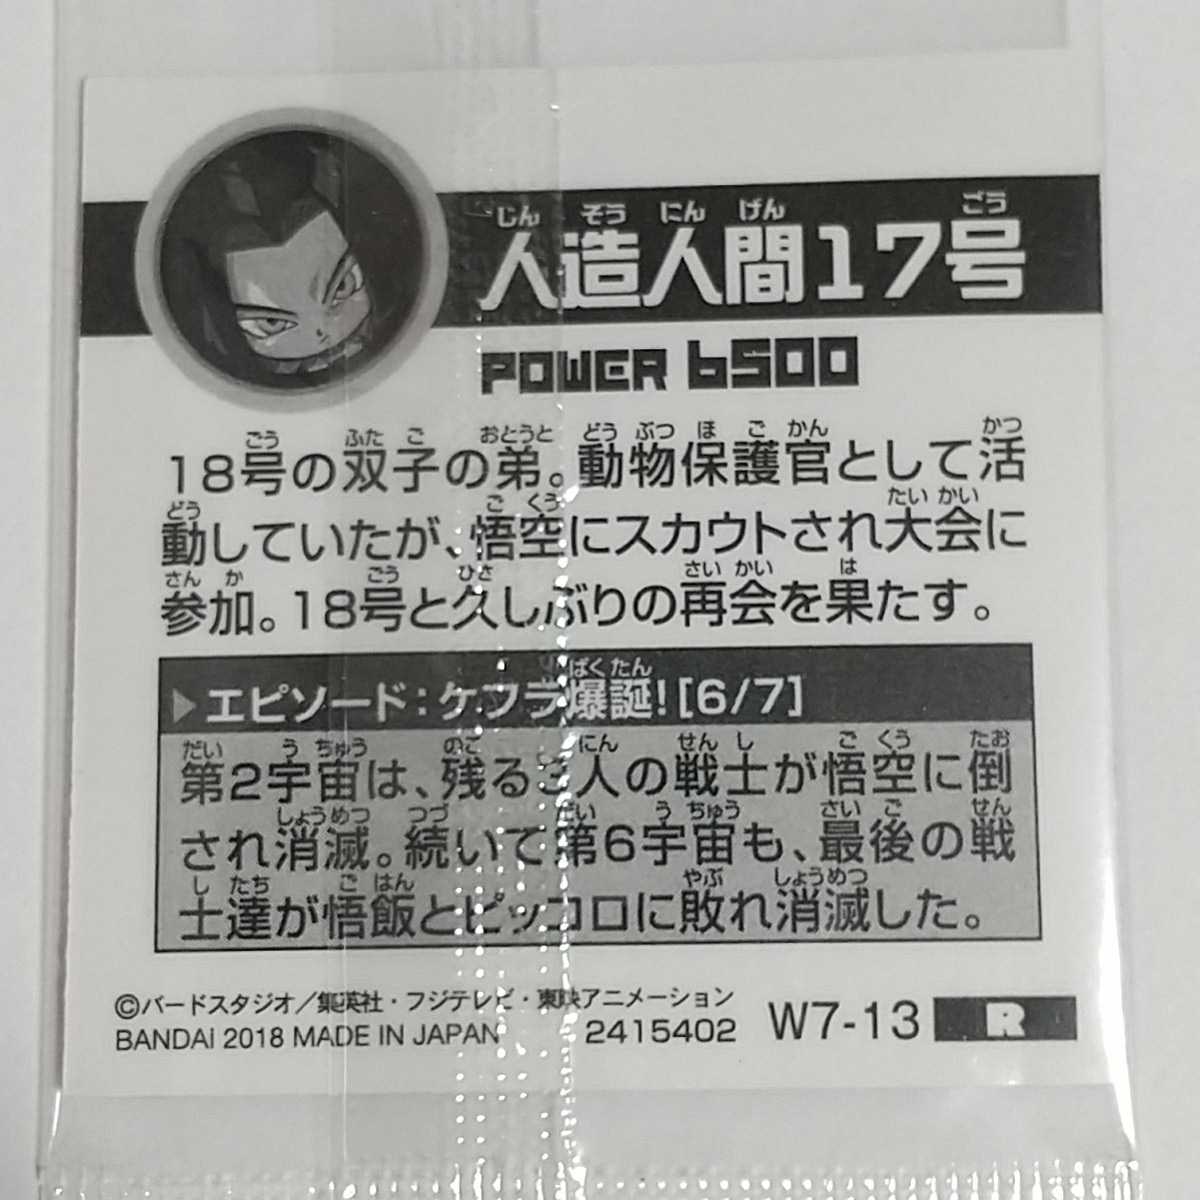 じん ぞう にん げん ごう
人造人間17号
POWER 6500
ごう ふた ご おとうと どう ぶつ ほ ご かん かつ
18号の双子の弟。動物保護官として活
どう ご くう たい かい
動していたが、悟空にスカウトされ大会に
さん か ごう ひさ さい かい は
参加。18号と久しぶりの再会を果たす。
ばくたん
▶エピソード:ケフラ爆誕![6/7]
だい う ちゅう のこ にん せん し ご くう たお
第2宇宙は、残る3人の戦士が悟空に倒
しょうめつ つづ だい う ちゅう さい ご せん
され消滅。続いて第6宇宙も、最後の戦
し たち ご はん やぶ しょうめつ
士達が悟飯とピッコロに敗れ消滅した。
©バードスタジオ/集英社・フジテレビ・東映アニメーション
BANDAI 2018 MADE IN JAPAN 2415402 W7-13 R